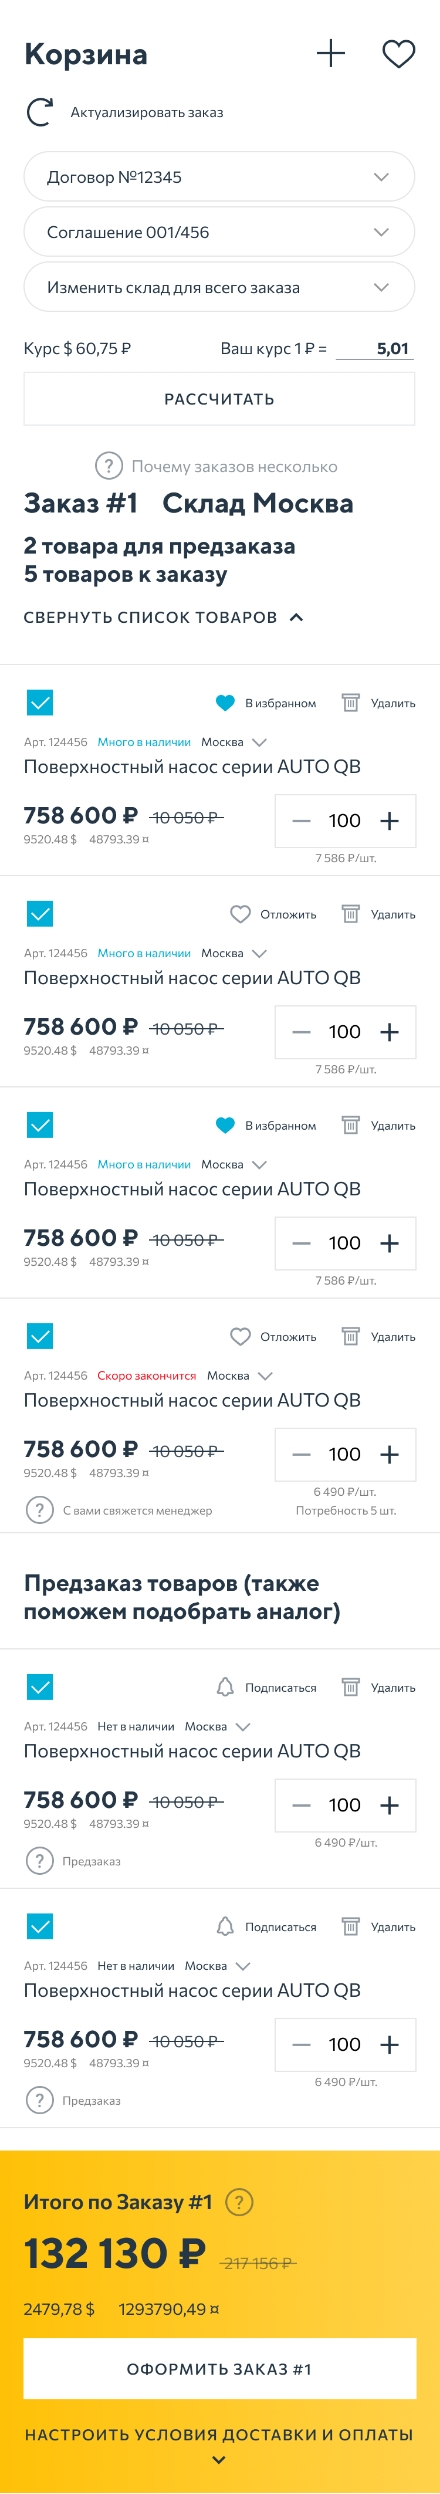 Корзина
Актуализировать заказ
Договор №12345
Соглашение 001/456
Изменить склад для всего заказа
Курс $ 60,75 ₽ Ваш курс 1 ₽ = 5,01
РАССЧИТАТЬ
? Почему заказов несколько
Заказ #1 Склад Москва
2 товара для предзаказа
5 товаров к заказу
СВЕРНУТЬ СПИСОК ТОВАРОВ
В избранном Удалить
Арт. 124456 Много в наличии Москва
Поверхностный насос серии AUTO QB
758 600 ₽ 10 050 ₽ 100
9520.48 $ 48793.39 ¤
7 586 ₽/шт.
Отложить Удалить
Арт. 124456 Много в наличии Москва
Поверхностный насос серии AUTO QB
758 600 ₽ 10 050 ₽ 100
9520.48 $ 48793.39 ¤
7 586 ₽/шт.
В избранном Удалить
Арт. 124456 Много в наличии Москва
Поверхностный насос серии AUTO QB
758 600 ₽ 10 050 ₽ 100
9520.48 $ 48793.39 ¤
7 586 ₽/шт.
Отложить Удалить
Арт. 124456 Скоро закончится Москва
Поверхностный насос серии AUTO QB
758 600 ₽ 10 050 ₽ 100
9520.48 $ 48793.39 ¤
6 490 ₽/шт.
? С вами свяжется менеджер Потребность 5 шт.
Предзаказ товаров (также
поможем подобрать аналог)
Подписаться Удалить
Арт. 124456 Нет в наличии Москва
Поверхностный насос серии AUTO QB
758 600 ₽ 10 050 ₽ 100
9520.48 $ 48793.39 ¤
6 490 ₽/шт.
? Предзаказ
Подписаться Удалить
Арт. 124456 Нет в наличии Москва
Поверхностный насос серии AUTO QB
758 600 ₽ 10 050 ₽ 100
9520.48 $ 48793.39 ¤
6 490 ₽/шт.
? Предзаказ
Итого по Заказу #1 ?
132 130 ₽ 217 156 ₽
2479,78 $ 1293790,49 ¤
ОФОРМИТЬ ЗАКАЗ #1
НАСТРОИТЬ УСЛОВИЯ ДОСТАВКИ И ОПЛАТЫ